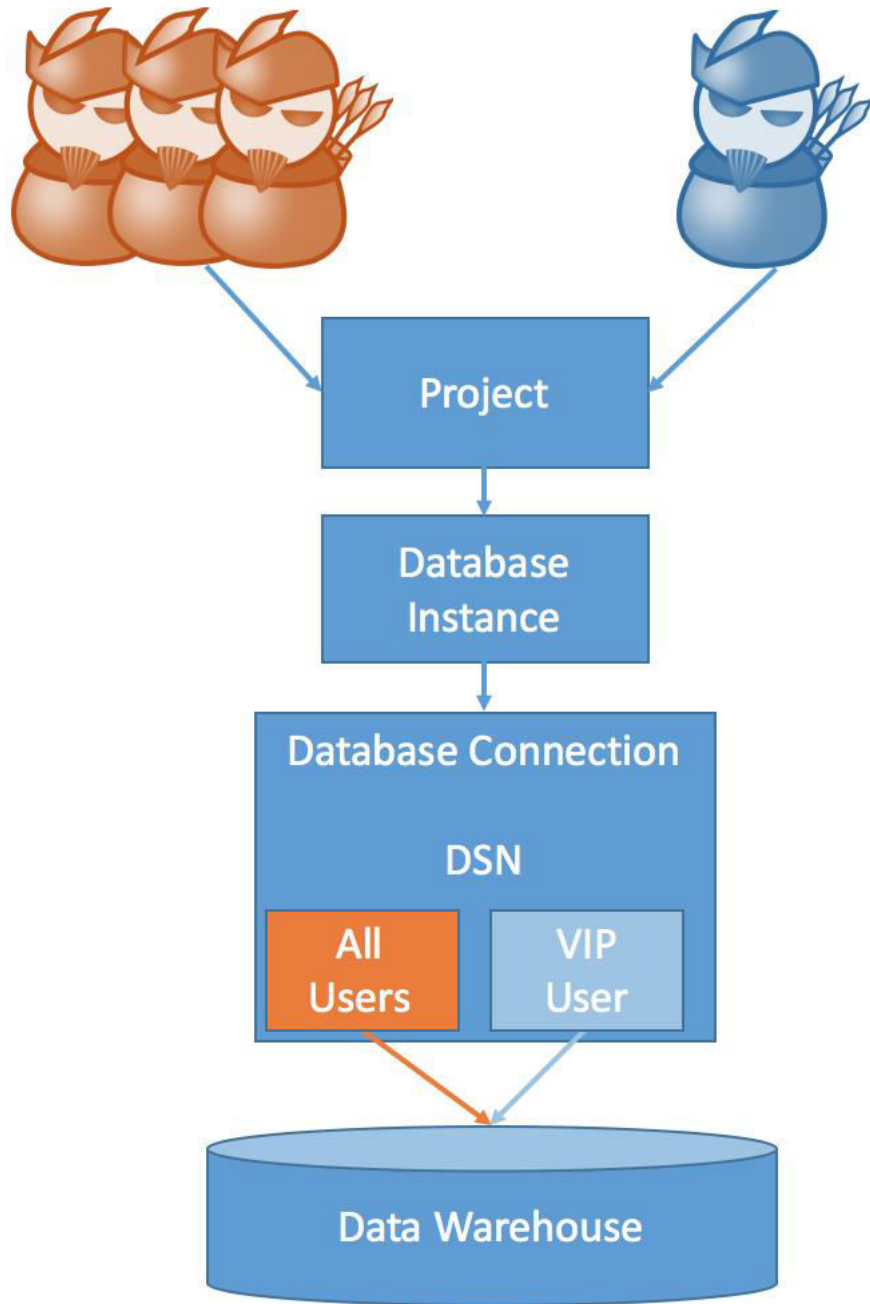 Project
Database
Instance
Database Connection
DSN
All
Users
VIP
User
Data Warehouse